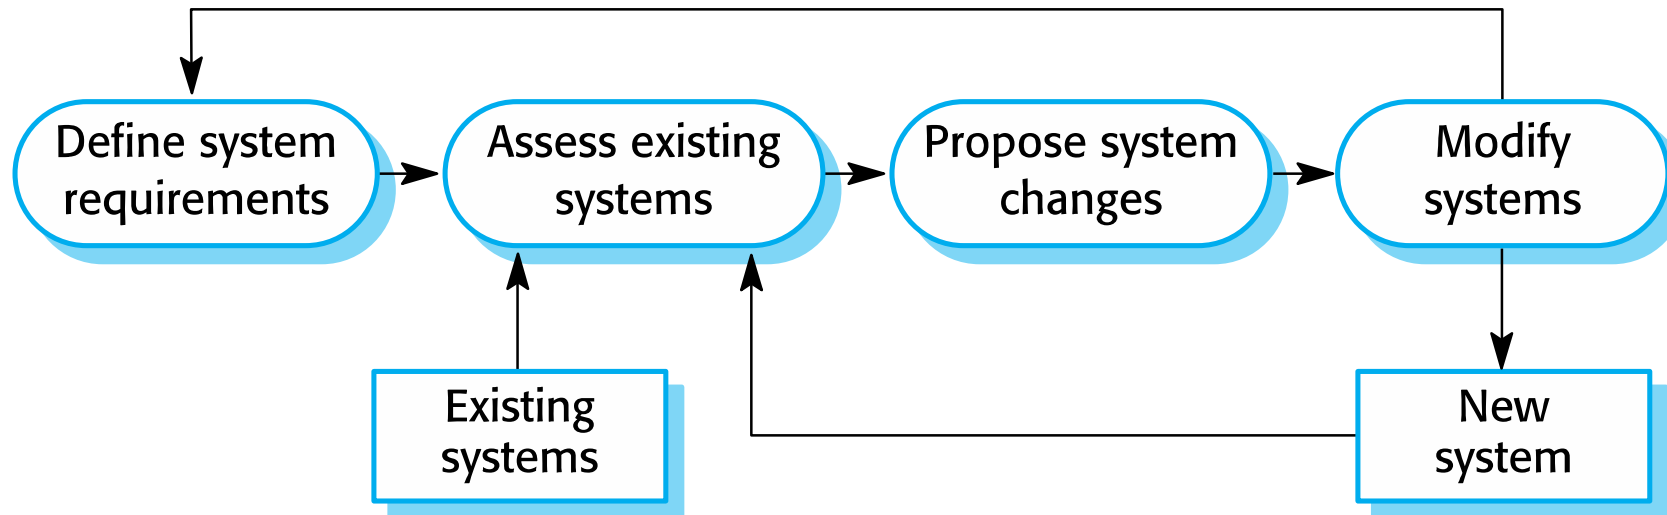 Define system
requirements
Assess existing
systems
Propose system
changes
Modify
systems
Existing
systems
New
system